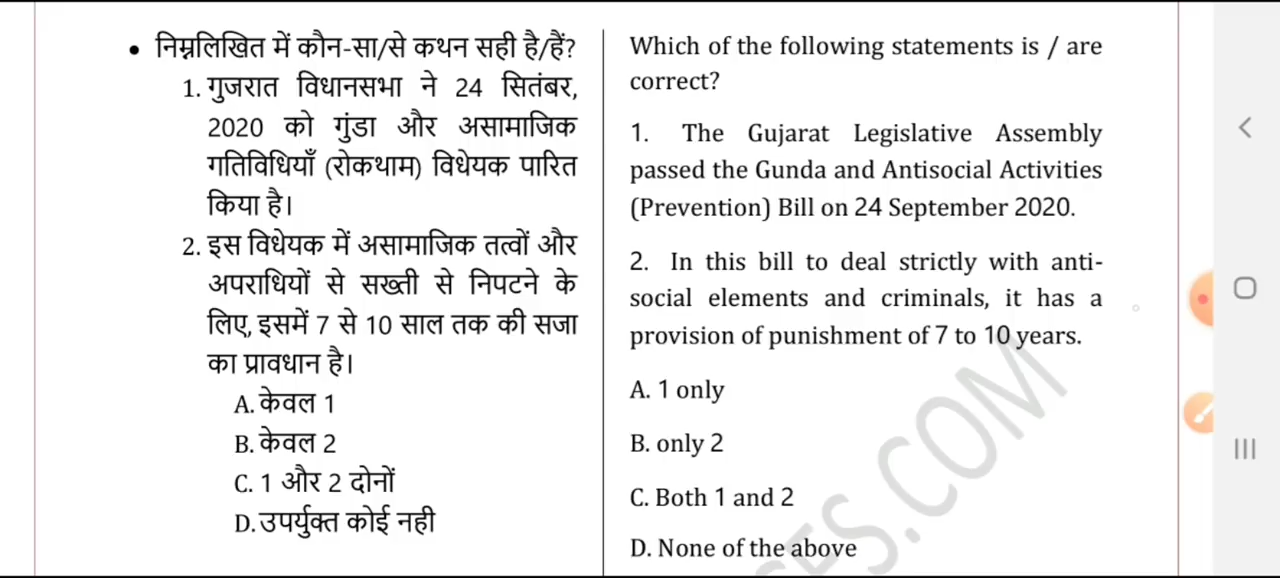 • निम्नलिखित में कौन-सा/से कथन सही है/हैं?
1. गुजरात विधानसभा ने 24 सितंबर,
2020 को गुंडा और असामाजिक
गतिविधियाँ (रोकथाम) विधेयक पारित
किया है।
2. इस विधेयक में असामाजिक तत्वों और
अपराधियों से सख्ती से निपटने के
लिए, इसमें 7 से 10 साल तक की सजा
का प्रावधान है।
A. केवल 1
B. केवल 2
C. 1 और 2 दोनों
D. उपर्युक्त कोई नही
Which of the following statements is / are
correct?
1. The Gujarat Legislative Assembly
passed the Gunda and Antisocial Activities
(Prevention) Bill on 24 September 2020.
2. In this bill to deal strictly with anti-
social elements and criminals, it has a
provision of punishment of 7 to 10 years.
A. 1 only
B. only 2
C. Both 1 and 2
D. None of the above
ES.COM